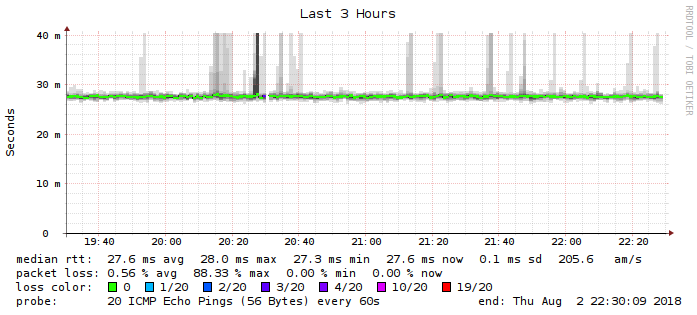 Last 3 Hours
RRDTOOL / TOBI OETIKER
Seconds
40 m
30 m
20 m
10 m
0
19:40 20:00 20:20 20:40 21:00 21:20 21:40 22:00 22:20
median rtt: 27.6 ms avg 28.0 ms max 27.3 ms min 27.6 ms now 0.1 ms sd 205.6 am/s
packet loss: 0.56 % avg 88.33 % max 0.00 % min 0.00 % now
loss color: 0 1/20 2/20 3/20 4/20 10/20 19/20
probe: 20 ICMP Echo Pings (56 Bytes) every 60s end: Thu Aug 2 22:30:09 2018